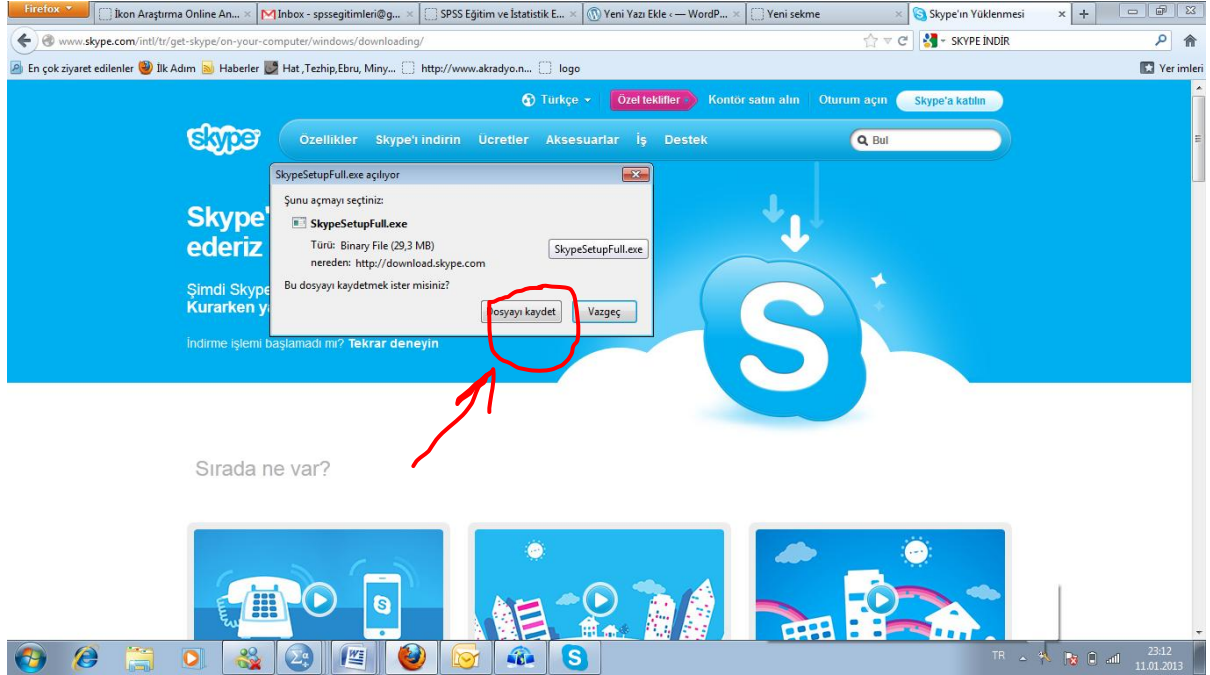 Firefox
İkon Araştırma Online An...
Inbox - spssegitimleri@g...
SPSS Eğitim ve İstatistik E...
Yeni Yazı Ekle ‹ — WordP...
Yeni sekme
Skype'ın Yüklenmesi
www.skype.com/intl/tr/get-skype/on-your-computer/windows/downloading/
SKYPE İNDİR
En çok ziyaret edilenler
İlk Adım
Haberler
Hat ,Tezhip,Ebru, Miny...
http://www.akradyo.n...
logo
Yer imleri
Türkçe
Özel teklifler
Kontör satın alın
Oturum açın
Skype'a katılın
skype
Özellikler
Skype'ı indirin
Ücretler
Aksesuarlar
İş
Destek
Bul
SkypeSetupFull.exe açılıyor
Şunu açmayı seçtiniz:
SkypeSetupFull.exe
Türü: Binary File (29,3 MB)
nereden: http://download.skype.com
SkypeSetupFull.exe
Bu dosyayı kaydetmek ister misiniz?
Dosyayı kaydet
Vazgeç
Skype'
ederiz
Şimdi Skype
Kurarken y
İndirme işlemi başlamadı mı? Tekrar deneyin
Sırada ne var?
TR
23:12
11.01.2013